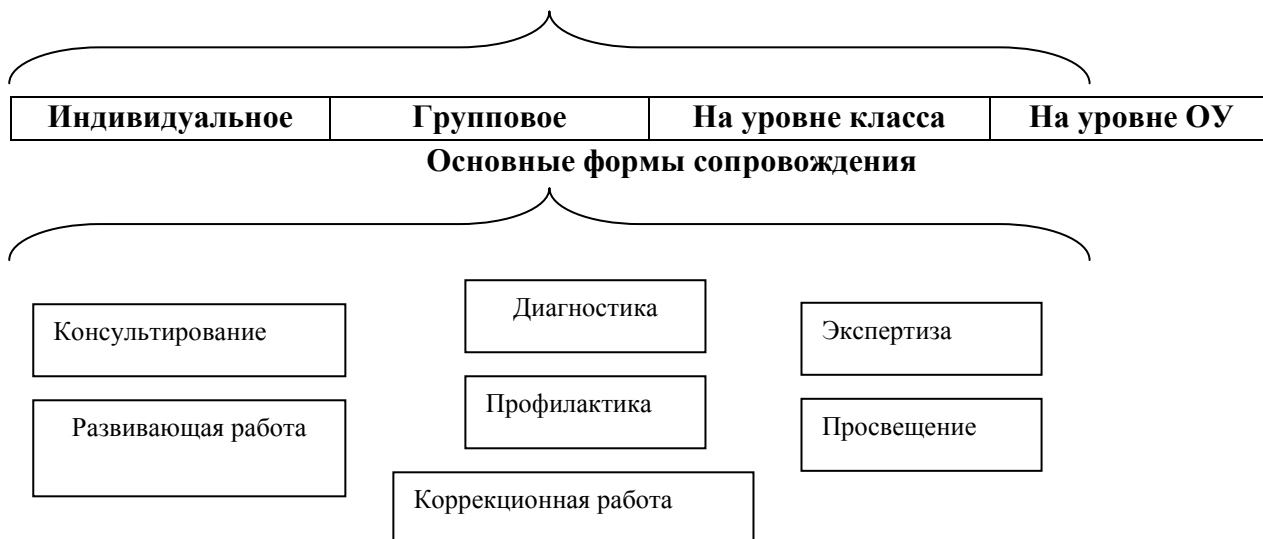 Индивидуальное Групповое На уровне класса На уровне ОУ
Основные формы сопровождения
Консультирование
Диагностика
Экспертиза
Развивающая работа
Профилактика
Просвещение
Коррекционная работа